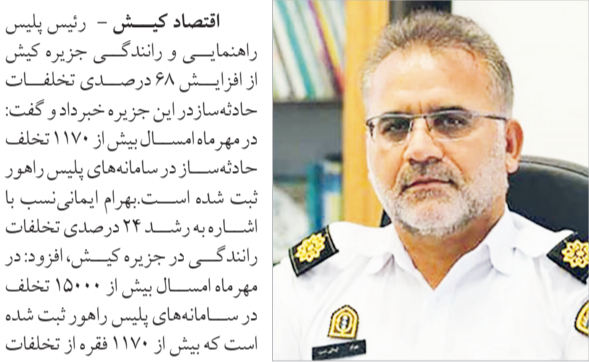 اقتصاد کیش - رئیس پلیس
راهنمایی و رانندگی جزیره کیش
از افزایش ۶۸ درصدی تخلفات
حادثه‌ساز در این جزیره خبر داد و گفت:
در مهرماه امسال بیش از ۱۱۷۰ تخلف
حادثه‌ساز در سامانه‌های پلیس راهور
ثبت شده است.بهرام ایمانی‌نسب با
اشاره به رشد ۲۴ درصدی تخلفات
رانندگی در جزیره کیش، افزود: در
مهرماه امسال بیش از ۱۵۰۰۰ تخلف
در سامانه‌های پلیس راهور ثبت شده
است که بیش از ۱۱۷۰ فقره از تخلفات